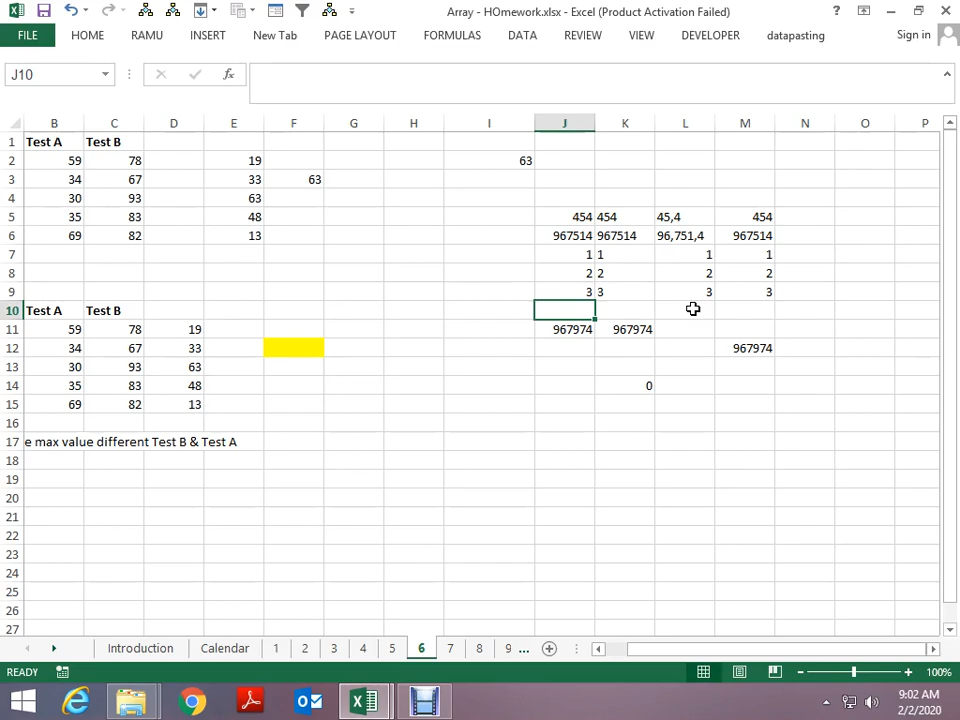 Array - HOmework.xlsx - Excel (Product Activation Failed)
FILE HOME RAMU INSERT New Tab PAGE LAYOUT FORMULAS DATA REVIEW VIEW DEVELOPER datapasting Sign in
J10
B C D E F G H I J K L M N O P
1 Test A Test B
2 59 78 19 63
3 34 67 33 63
4 30 93 63
5 35 83 48 454 454 45,4 454
6 69 82 13 967514 967514 96,751,4 967514
7 1 1 1 1
8 2 2 2 2
9 3 3 3 3
10 Test A Test B
11 59 78 19 967974 967974
12 34 67 33 967974
13 30 93 63
14 35 83 48 0
15 69 82 13
16
17 e max value different Test B & Test A
18
19
20
21
22
23
24
25
26
27
Introduction Calendar 1 2 3 4 5 6 7 8 9 ...
READY 100%
9:02 AM
2/2/2020